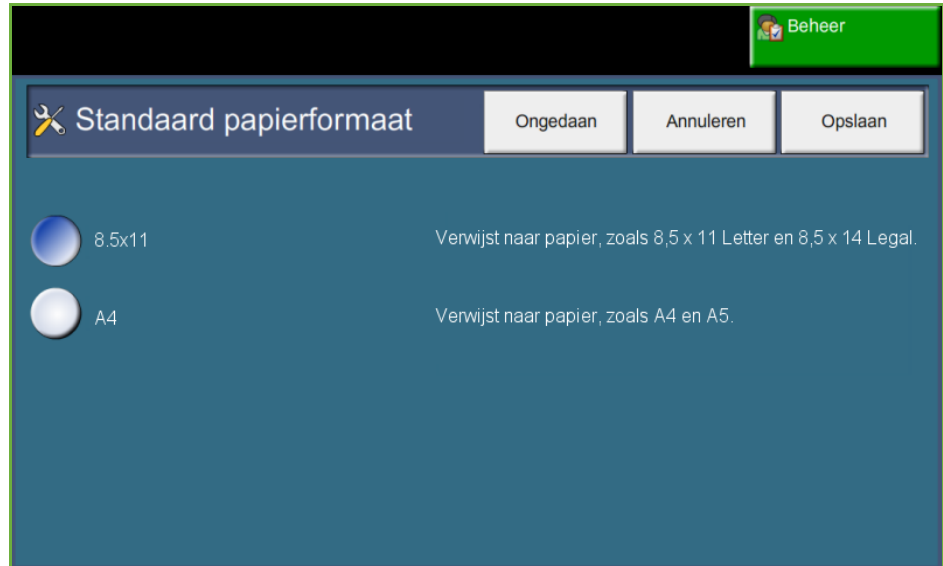 Beheer
Standaard papierformaat
Ongedaan
Annuleren
Opslaan
8.5x11
Verwijst naar papier, zoals 8,5 x 11 Letter en 8,5 x 14 Legal.
A4
Verwijst naar papier, zoals A4 en A5.